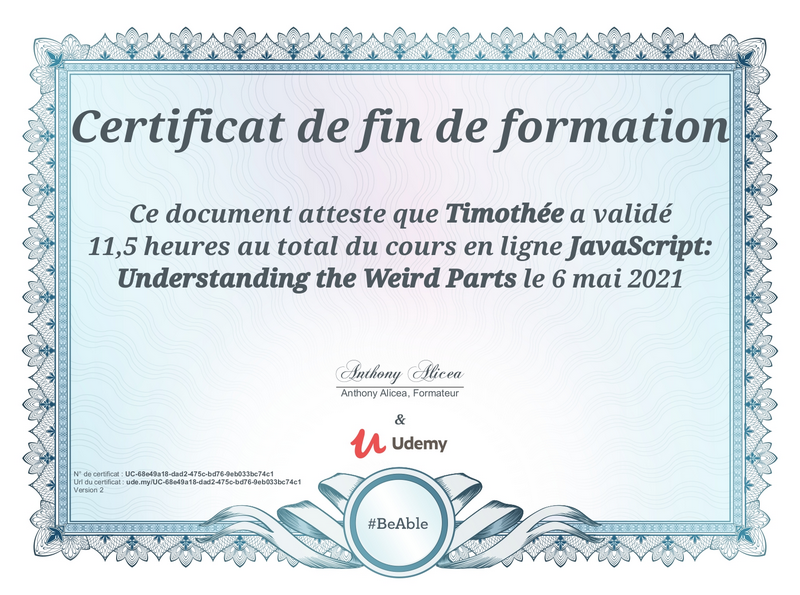 Certificat de fin de formation
Ce document atteste que Timothée a validé
11,5 heures au total du cours en ligne JavaScript:
Understanding the Weird Parts le 6 mai 2021
Anthony Alicea
Anthony Alicea, Formateur
&
Udemy
N° de certificat : UC-68e49a18-dad2-475c-bd76-9eb033bc74c1
Url du certificat : ude.my/UC-68e49a18-dad2-475c-bd76-9eb033bc74c1
Version 2
#BeAble